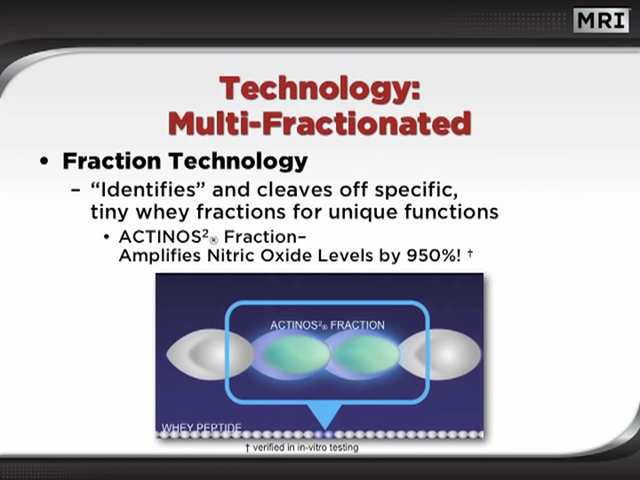 MRI
Technology:
Multi-Fractionated
• Fraction Technology
– “Identifies” and cleaves off specific,
tiny whey fractions for unique functions
• ACTINOS²® Fraction–
Amplifies Nitric Oxide Levels by 950%! †
ACTINOS²® FRACTION
WHEY PEPTIDE
† verified in in-vitro testing